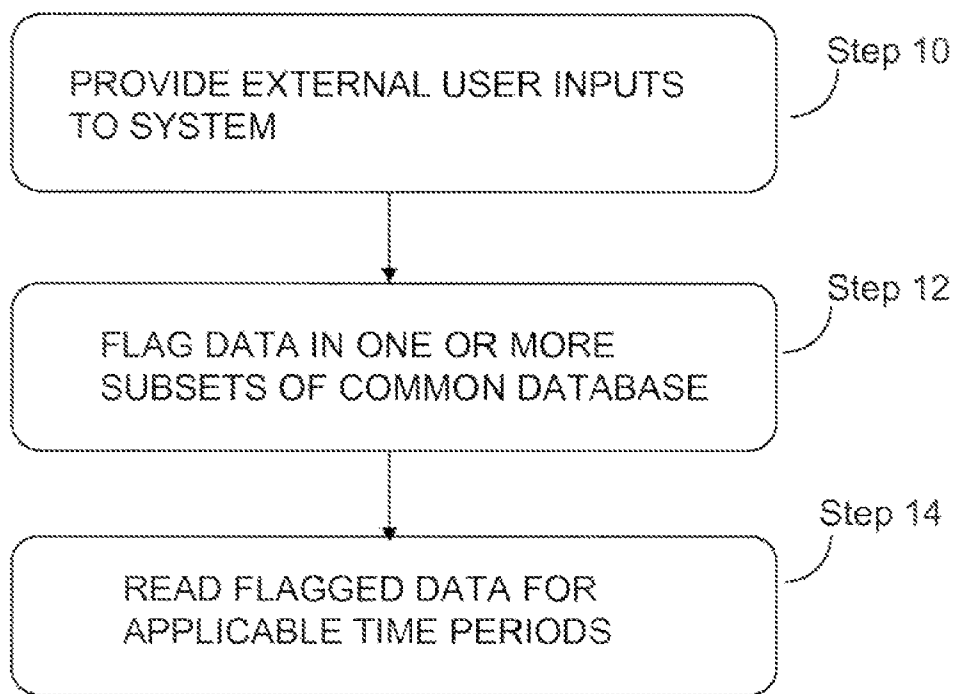 Step 10
PROVIDE EXTERNAL USER INPUTS
TO SYSTEM
Step 12
FLAG DATA IN ONE OR MORE
SUBSETS OF COMMON DATABASE
Step 14
READ FLAGGED DATA FOR
APPLICABLE TIME PERIODS